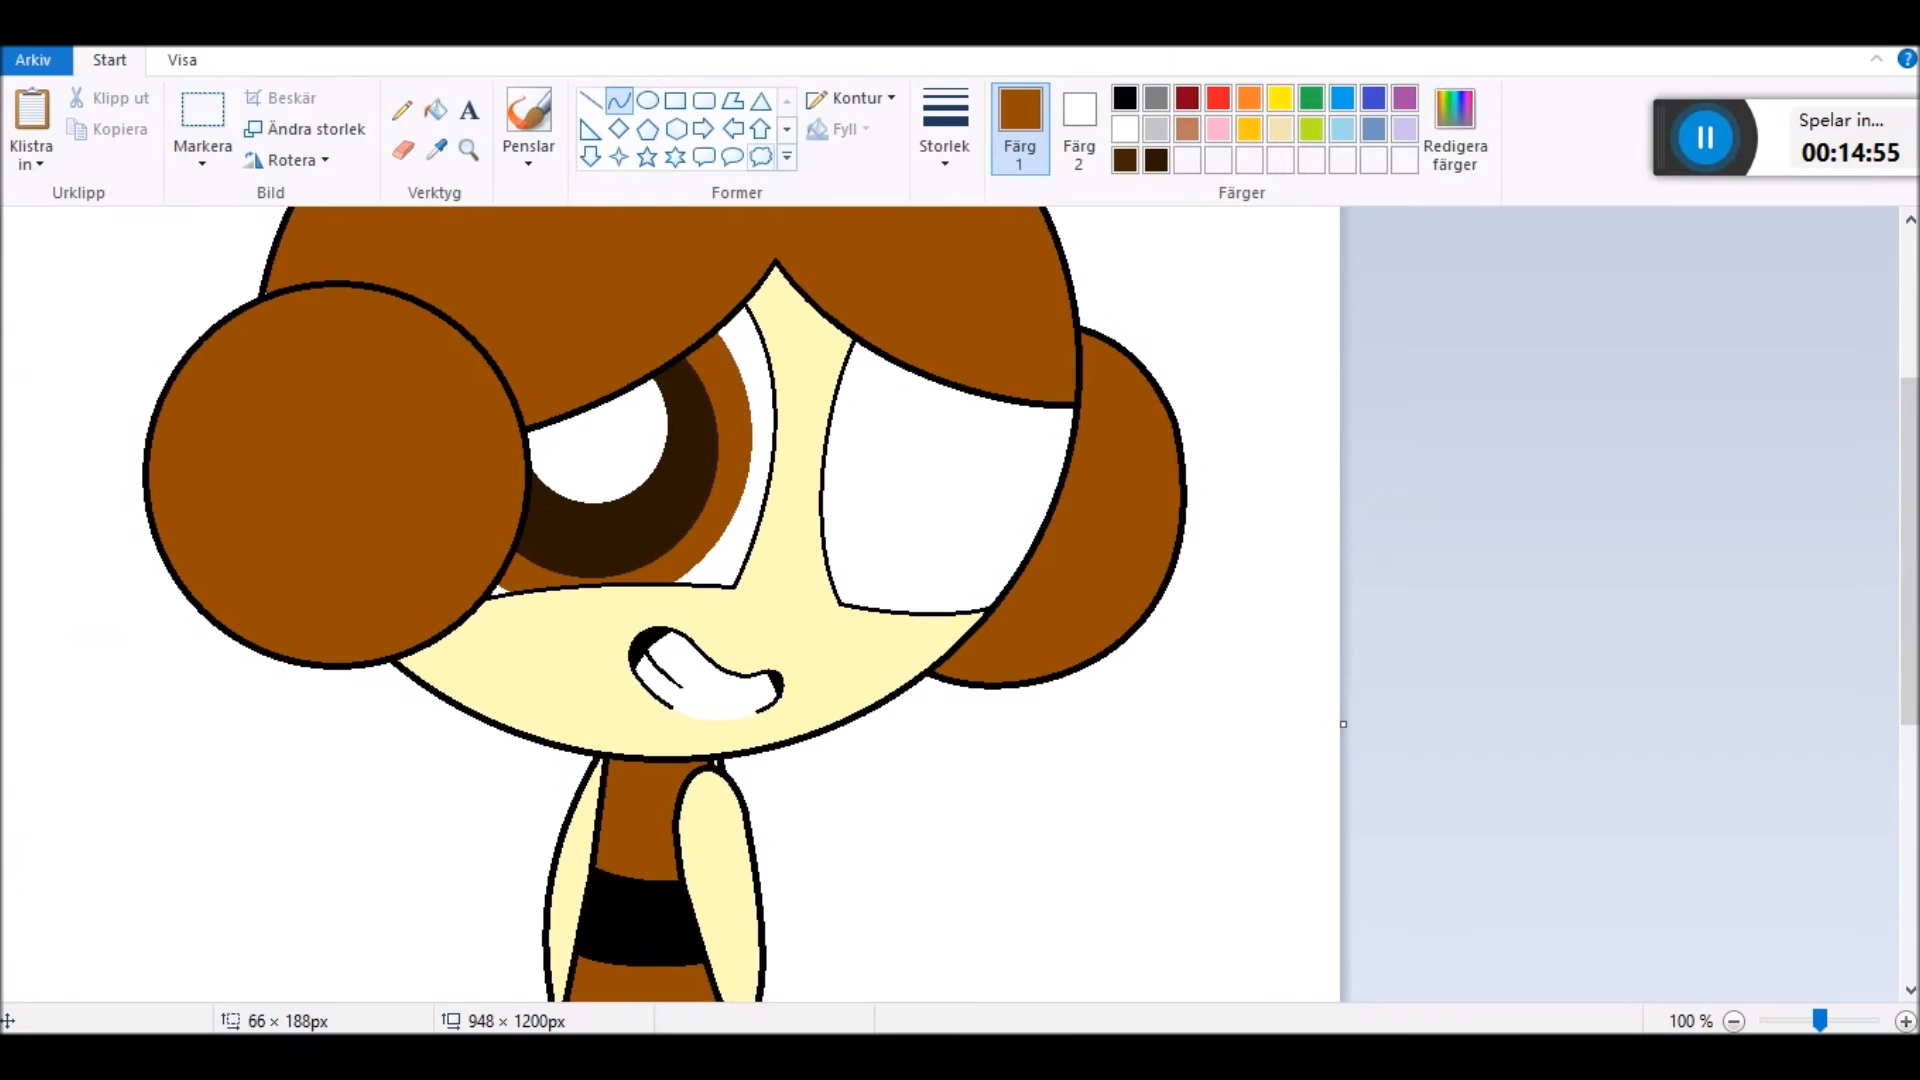 Arkiv Start Visa
Klistra in
Klipp ut
Kopiera
Urklipp
Markera
Beskär
Ändra storlek
Rotera
Bild
A
Verktyg
Penslar
Former
Kontur
Fyll
Storlek
Färg 1
Färg 2
Redigera färger
Färger
?
Spelar in...
00:14:55
66 × 188px
948 × 1200px
100 %